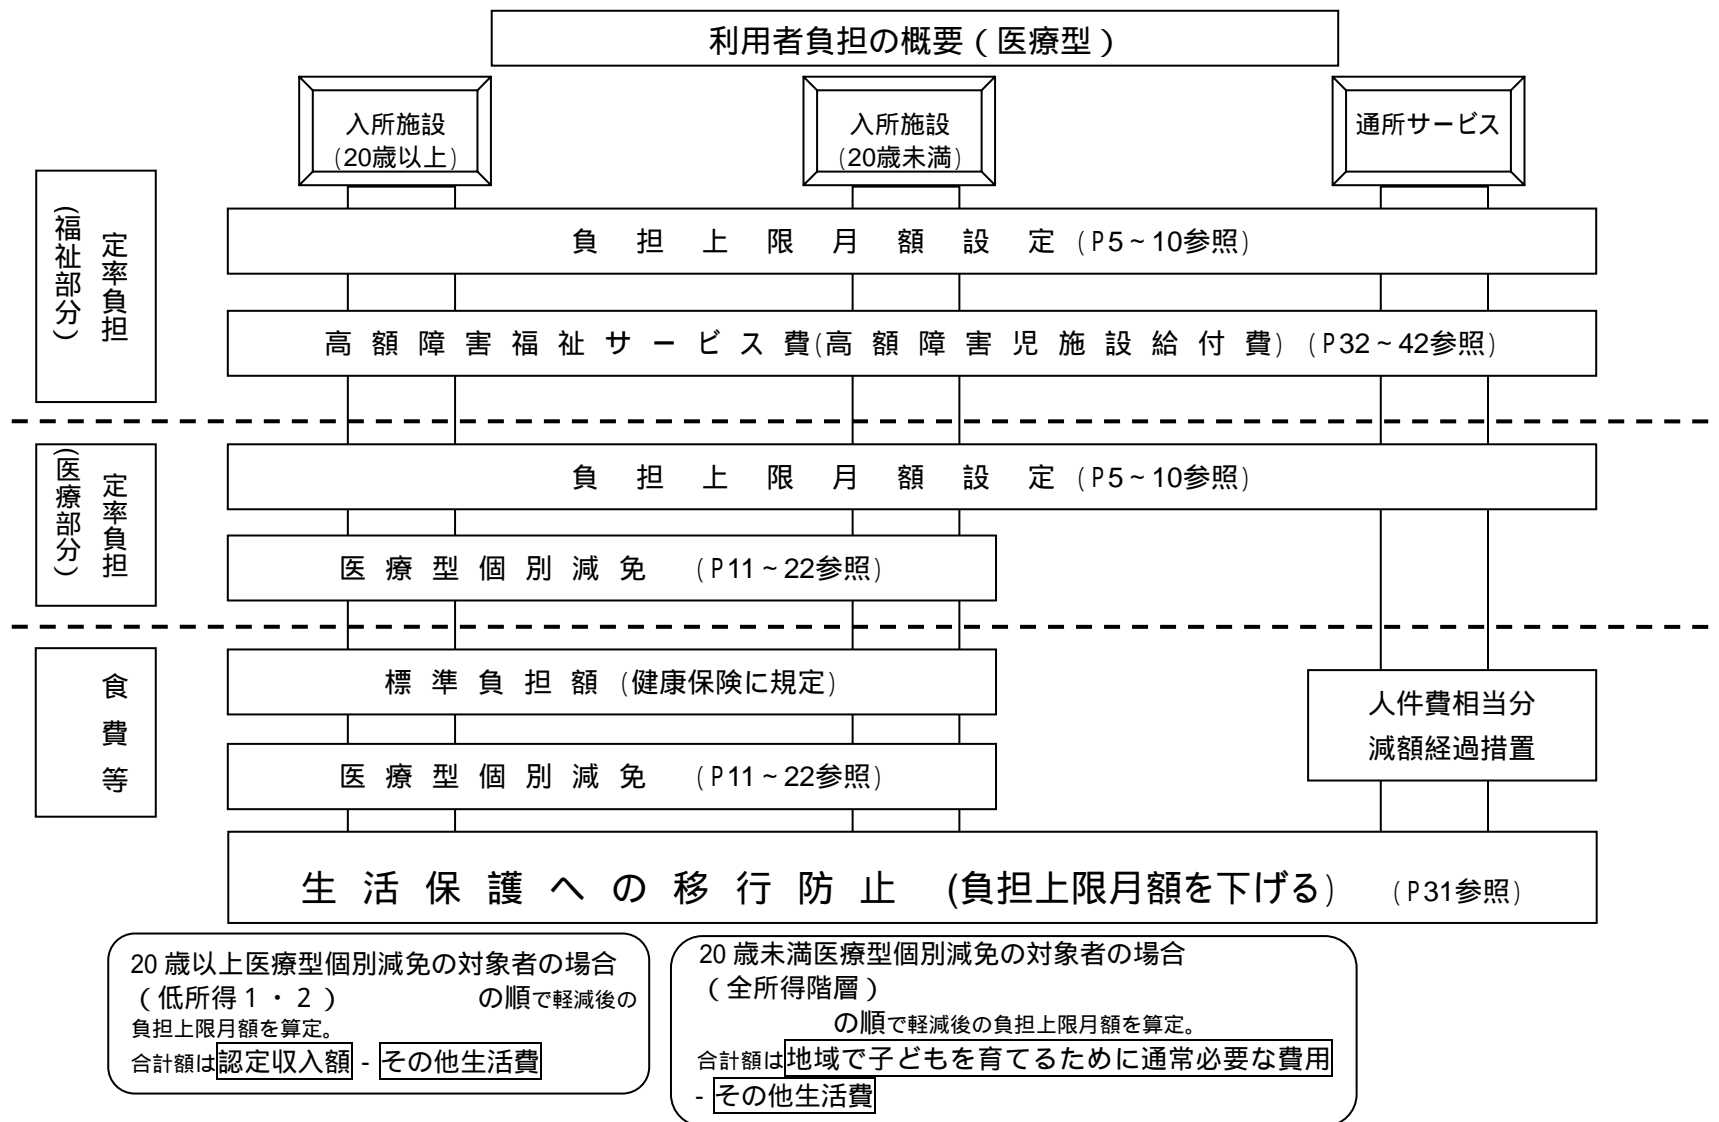 利用者負担の概要（医療型）
入所施設
(20歳以上)
入所施設
(20歳未満)
通所サービス
定率負担
(福祉部分)
負担上限月額設定 (P5~10参照)
高額障害福祉サービス費(高額障害児施設給付費) (P32~42参照)
定率負担
(医療部分)
負担上限月額設定 (P5~10参照)
医療型個別減免 (P11~22参照)
食費等
標準負担額 (健康保険に規定)
人件費相当分
減額経過措置
医療型個別減免 (P11~22参照)
生活保護への移行防止 (負担上限月額を下げる) (P31参照)
20 歳以上医療型個別減免の対象者の場合
（低所得１・２） の順で軽減後の
負担上限月額を算定。
合計額は認定収入額 - その他生活費
20 歳未満医療型個別減免の対象者の場合
（全所得階層）
の順で軽減後の負担上限月額を算定。
合計額は地域で子どもを育てるために通常必要な費用
- その他生活費